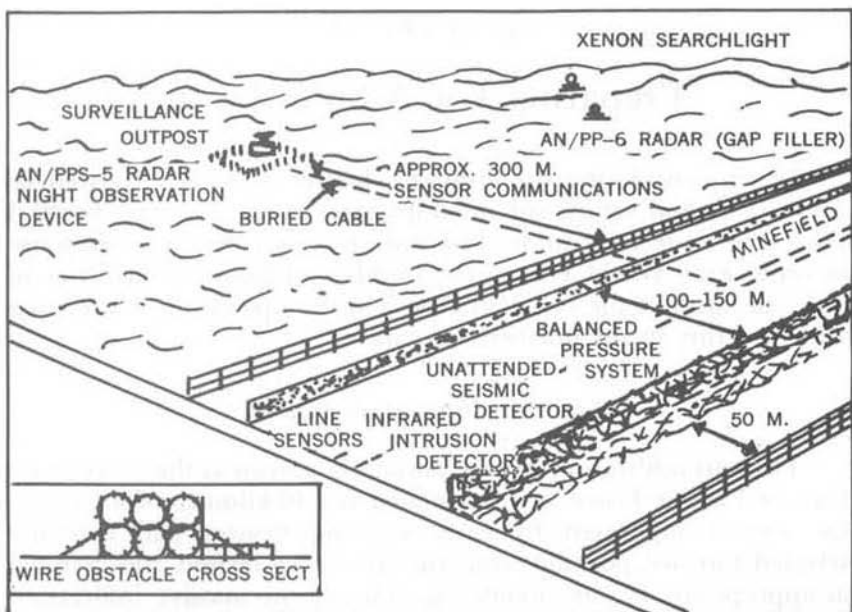 XENON SEARCHLIGHT
SURVEILLANCE
OUTPOST
AN/PP-6 RADAR (GAP FILLER)
AN/PPS-5 RADAR
NIGHT OBSERVATION
DEVICE
APPROX. 300 M.
SENSOR COMMUNICATIONS
BURIED CABLE
MINEFIELD
100-150 M.
BALANCED
PRESSURE
SYSTEM
UNATTENDED
SEISMIC
DETECTOR
LINE
SENSORS
INFRARED
INTRUSION
DETECTOR
50 M.
WIRE OBSTACLE CROSS SECT